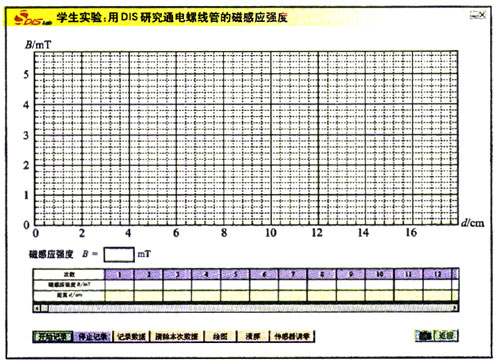 DIS Lab 学生实验:用DIS研究通电螺线管的磁感应强度
B/mT
5
4
3
2
1
0
0 2 4 6 8 10 12 14 16 d/cm
磁感应强度 B = mT
次数 1 2 3 4 5 6 7 8 9 10 11 12
磁感应强度 B/mT
距离 d/cm
开始记录 停止记录 记录数据 清除本次数据 绘图 清屏 传感器调零 返回